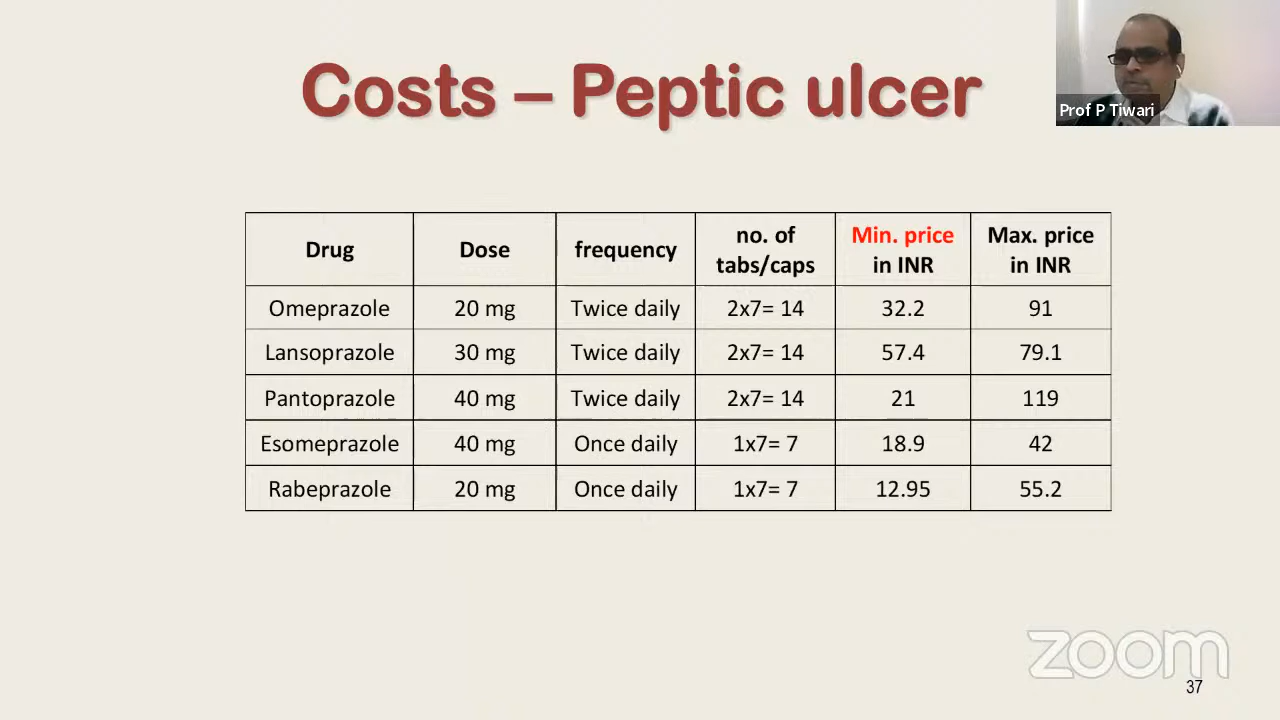 Costs – Peptic ulcer
Prof P Tiwari
Drug Dose frequency no. of tabs/caps Min. price in INR Max. price in INR
Omeprazole 20 mg Twice daily 2x7= 14 32.2 91
Lansoprazole 30 mg Twice daily 2x7= 14 57.4 79.1
Pantoprazole 40 mg Twice daily 2x7= 14 21 119
Esomeprazole 40 mg Once daily 1x7= 7 18.9 42
Rabeprazole 20 mg Once daily 1x7= 7 12.95 55.2
zoom
37